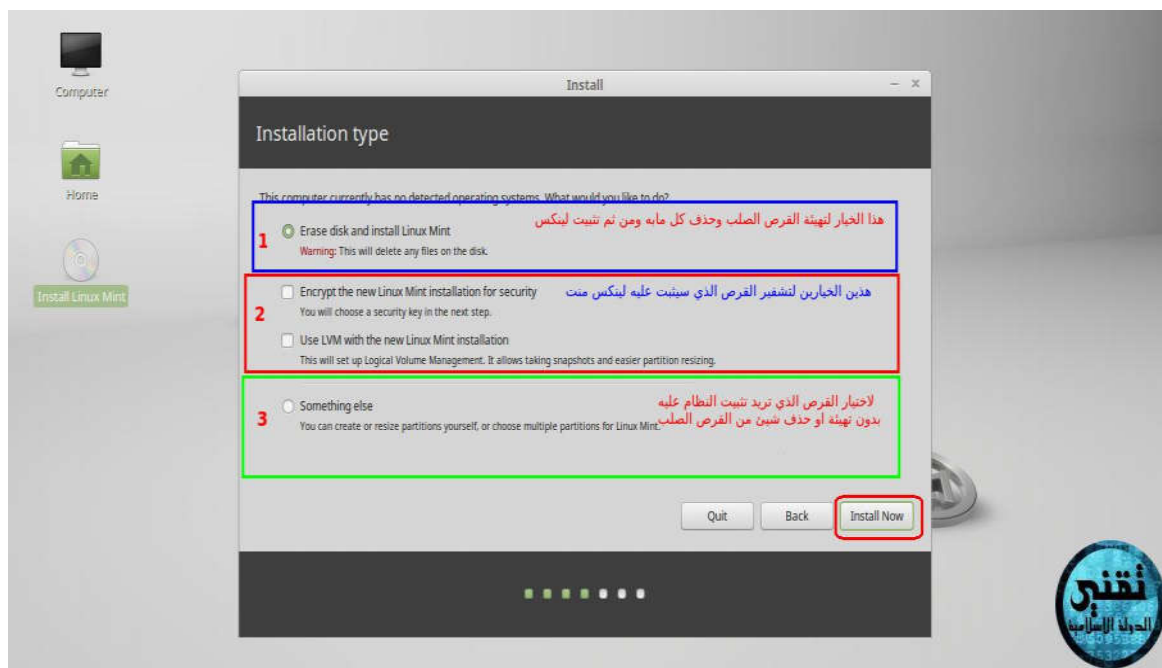 Computer
Home
Install Linux Mint
Install
Installation type
This computer currently has no detected operating systems. What would you like to do?
هذا الخيار لتهيئة القرص الصلب وحذف كل مابه ومن ثم تثبيت لينكس
1
Erase disk and install Linux Mint
Warning: This will delete any files on the disk.
2
Encrypt the new Linux Mint installation for security
هذين الخيارين لتشفير القرص الذي سيثبت عليه لينكس منت
You will choose a security key in the next step.
Use LVM with the new Linux Mint installation
This will set up Logical Volume Management. It allows taking snapshots and easier partition resizing.
3
Something else
لاختيار القرص الذي تريد تثبيت النظام عليه
You can create or resize partitions yourself, or choose multiple partitions for Linux Mint.
بدون تهيئة او حذف شيئ من القرص الصلب
Quit
Back
Install Now
تقني
الدولة الإسلامية